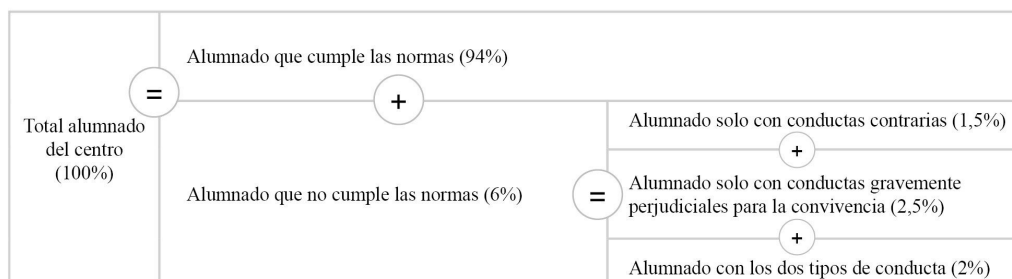 Alumnado que cumple las normas (94%)
=
+
Total alumnado
del centro
(100%)
Alumnado que no cumple las normas (6%)
=
Alumnado solo con conductas contrarias (1,5%)
+
Alumnado solo con conductas gravemente
perjudiciales para la convivencia (2,5%)
+
Alumnado con los dos tipos de conducta (2%)